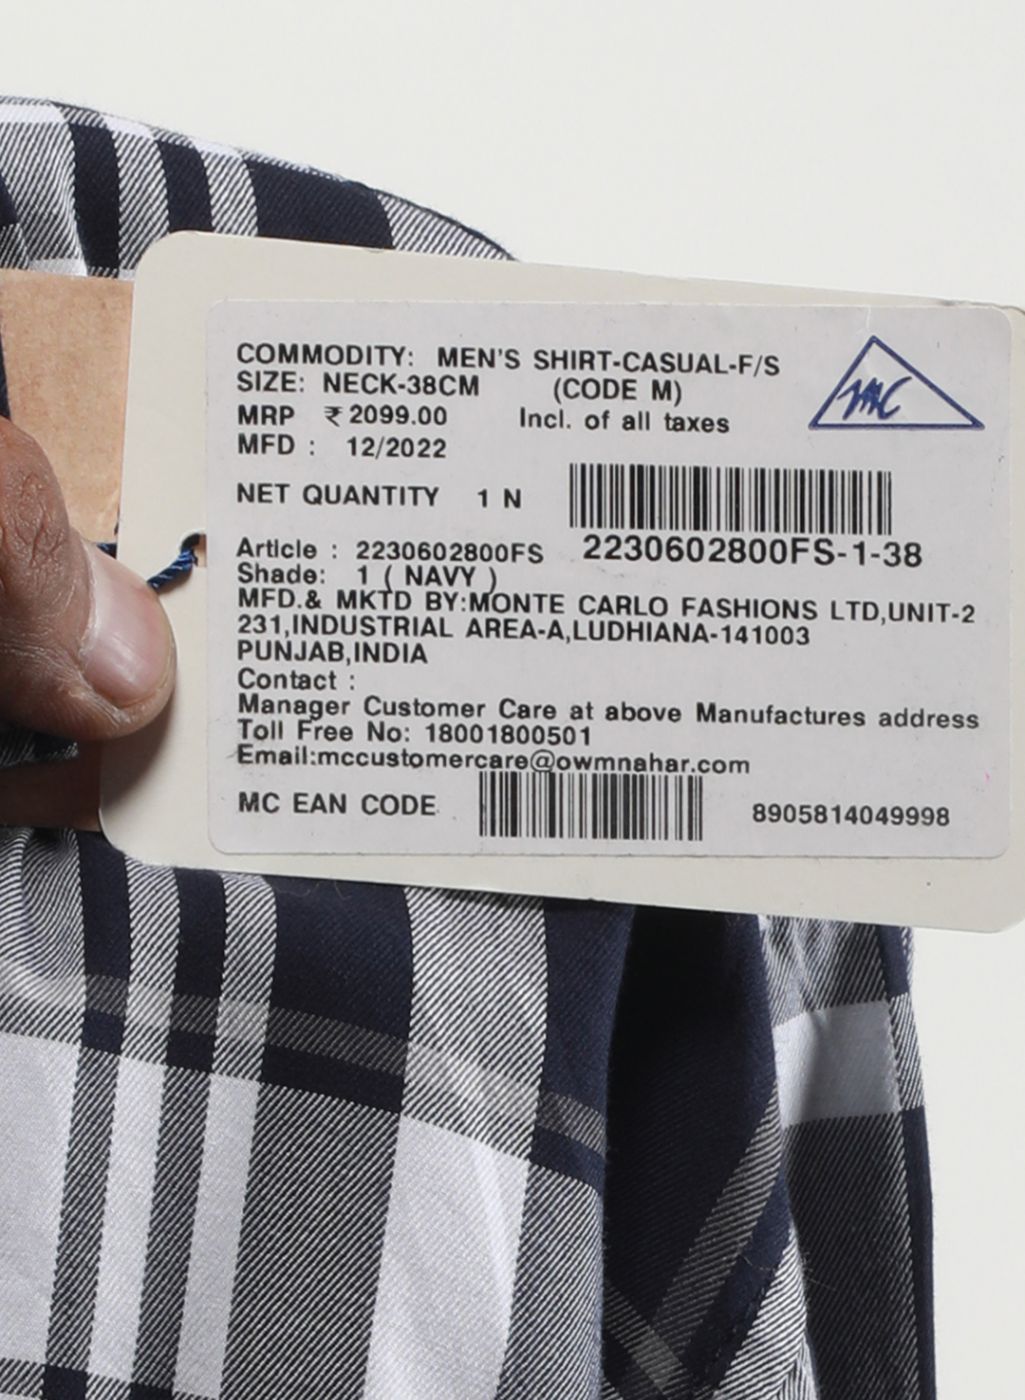 COMMODITY: MEN'S SHIRT-CASUAL-F/S
SIZE: NECK-38CM (CODE M)
MRP ₹ 2099.00 Incl. of all taxes
MFD : 12/2022
MC
NET QUANTITY 1 N
Article : 2230602800FS 2230602800FS-1-38
Shade: 1 ( NAVY )
MFD.& MKTD BY:MONTE CARLO FASHIONS LTD,UNIT-2
231,INDUSTRIAL AREA-A,LUDHIANA-141003
PUNJAB,INDIA
Contact :
Manager Customer Care at above Manufactures address
Toll Free No: 18001800501
Email:mccustomercare@owmnahar.com
MC EAN CODE 8905814049998